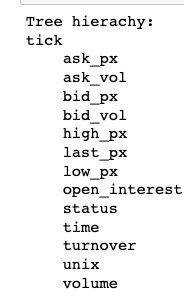 Tree hierachy:
tick
ask_px
ask_vol
bid_px
bid_vol
high_px
last_px
low_px
open_interest
status
time
turnover
unix
volume